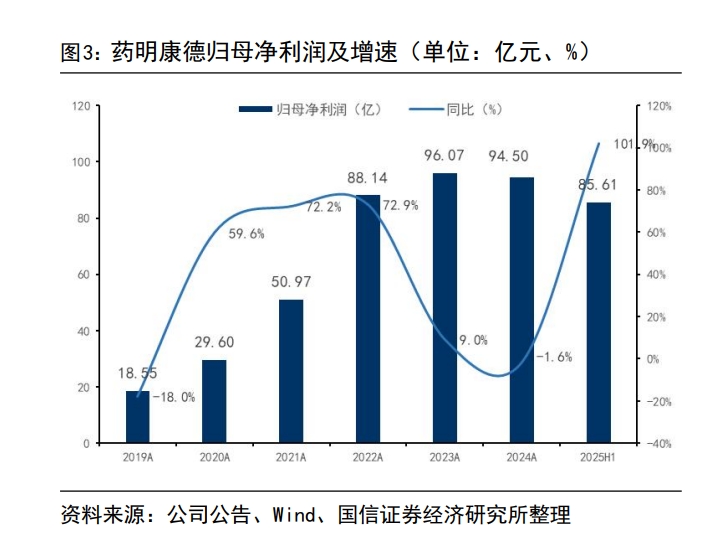 图3：药明康德归母净利润及增速（单位：亿元、%）
归母净利润（亿） 同比（%）
120 120%
100 100%
80 80%
60 60%
40 40%
20 20%
0 0%
-20%
-40%
18.55 29.60 50.97 88.14 96.07 94.50 85.61
-18.0% 59.6% 72.2% 72.9% 9.0% -1.6% 101.9%
2019A 2020A 2021A 2022A 2023A 2024A 2025H1
资料来源：公司公告、Wind、国信证券经济研究所整理